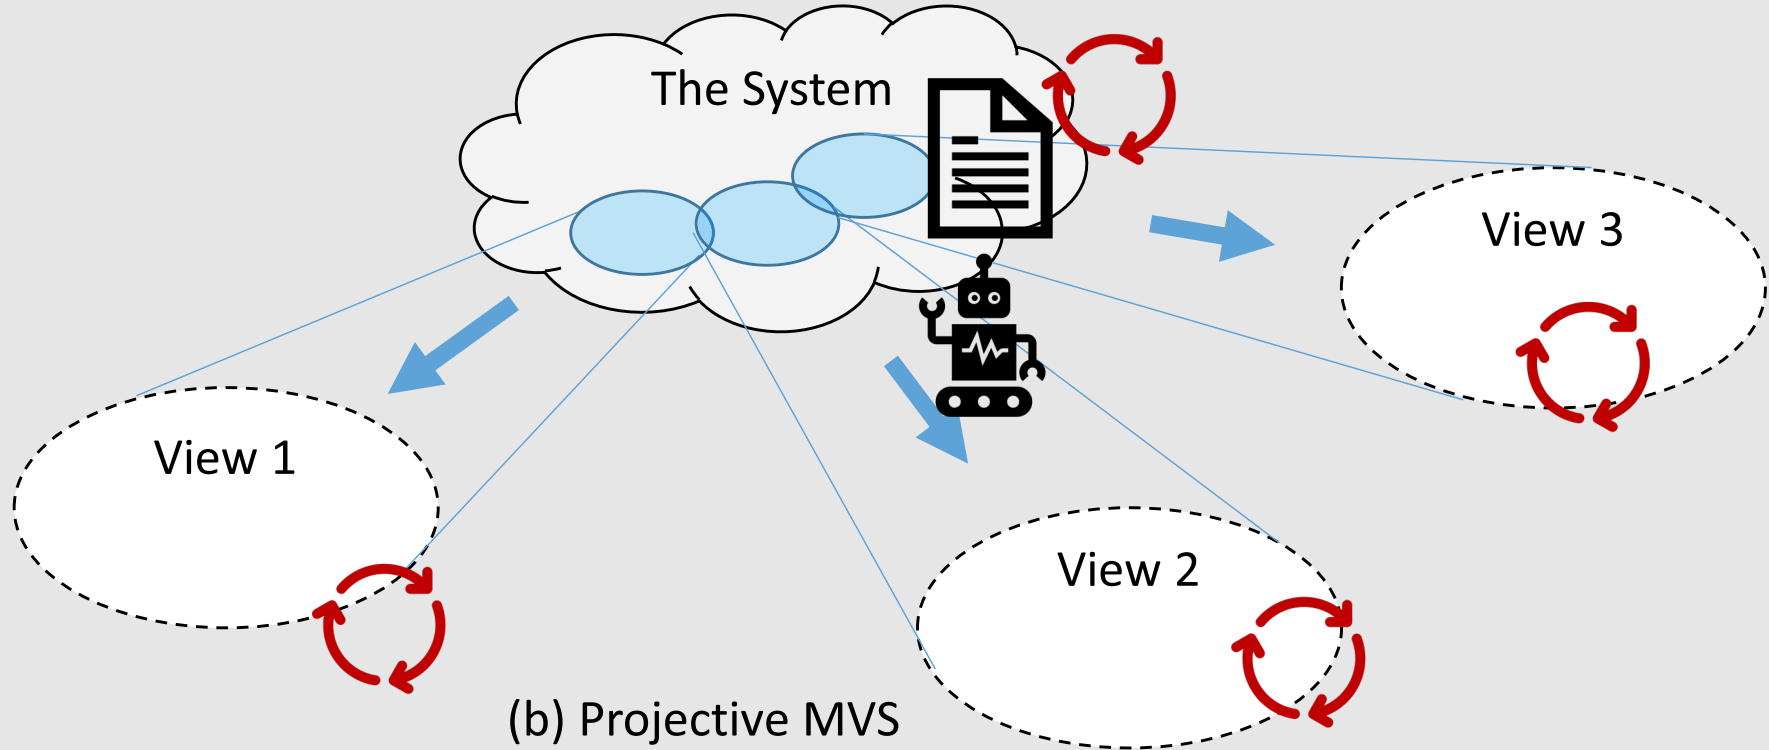 The System
View 3
View 1
View 2
(b) Projective MVS